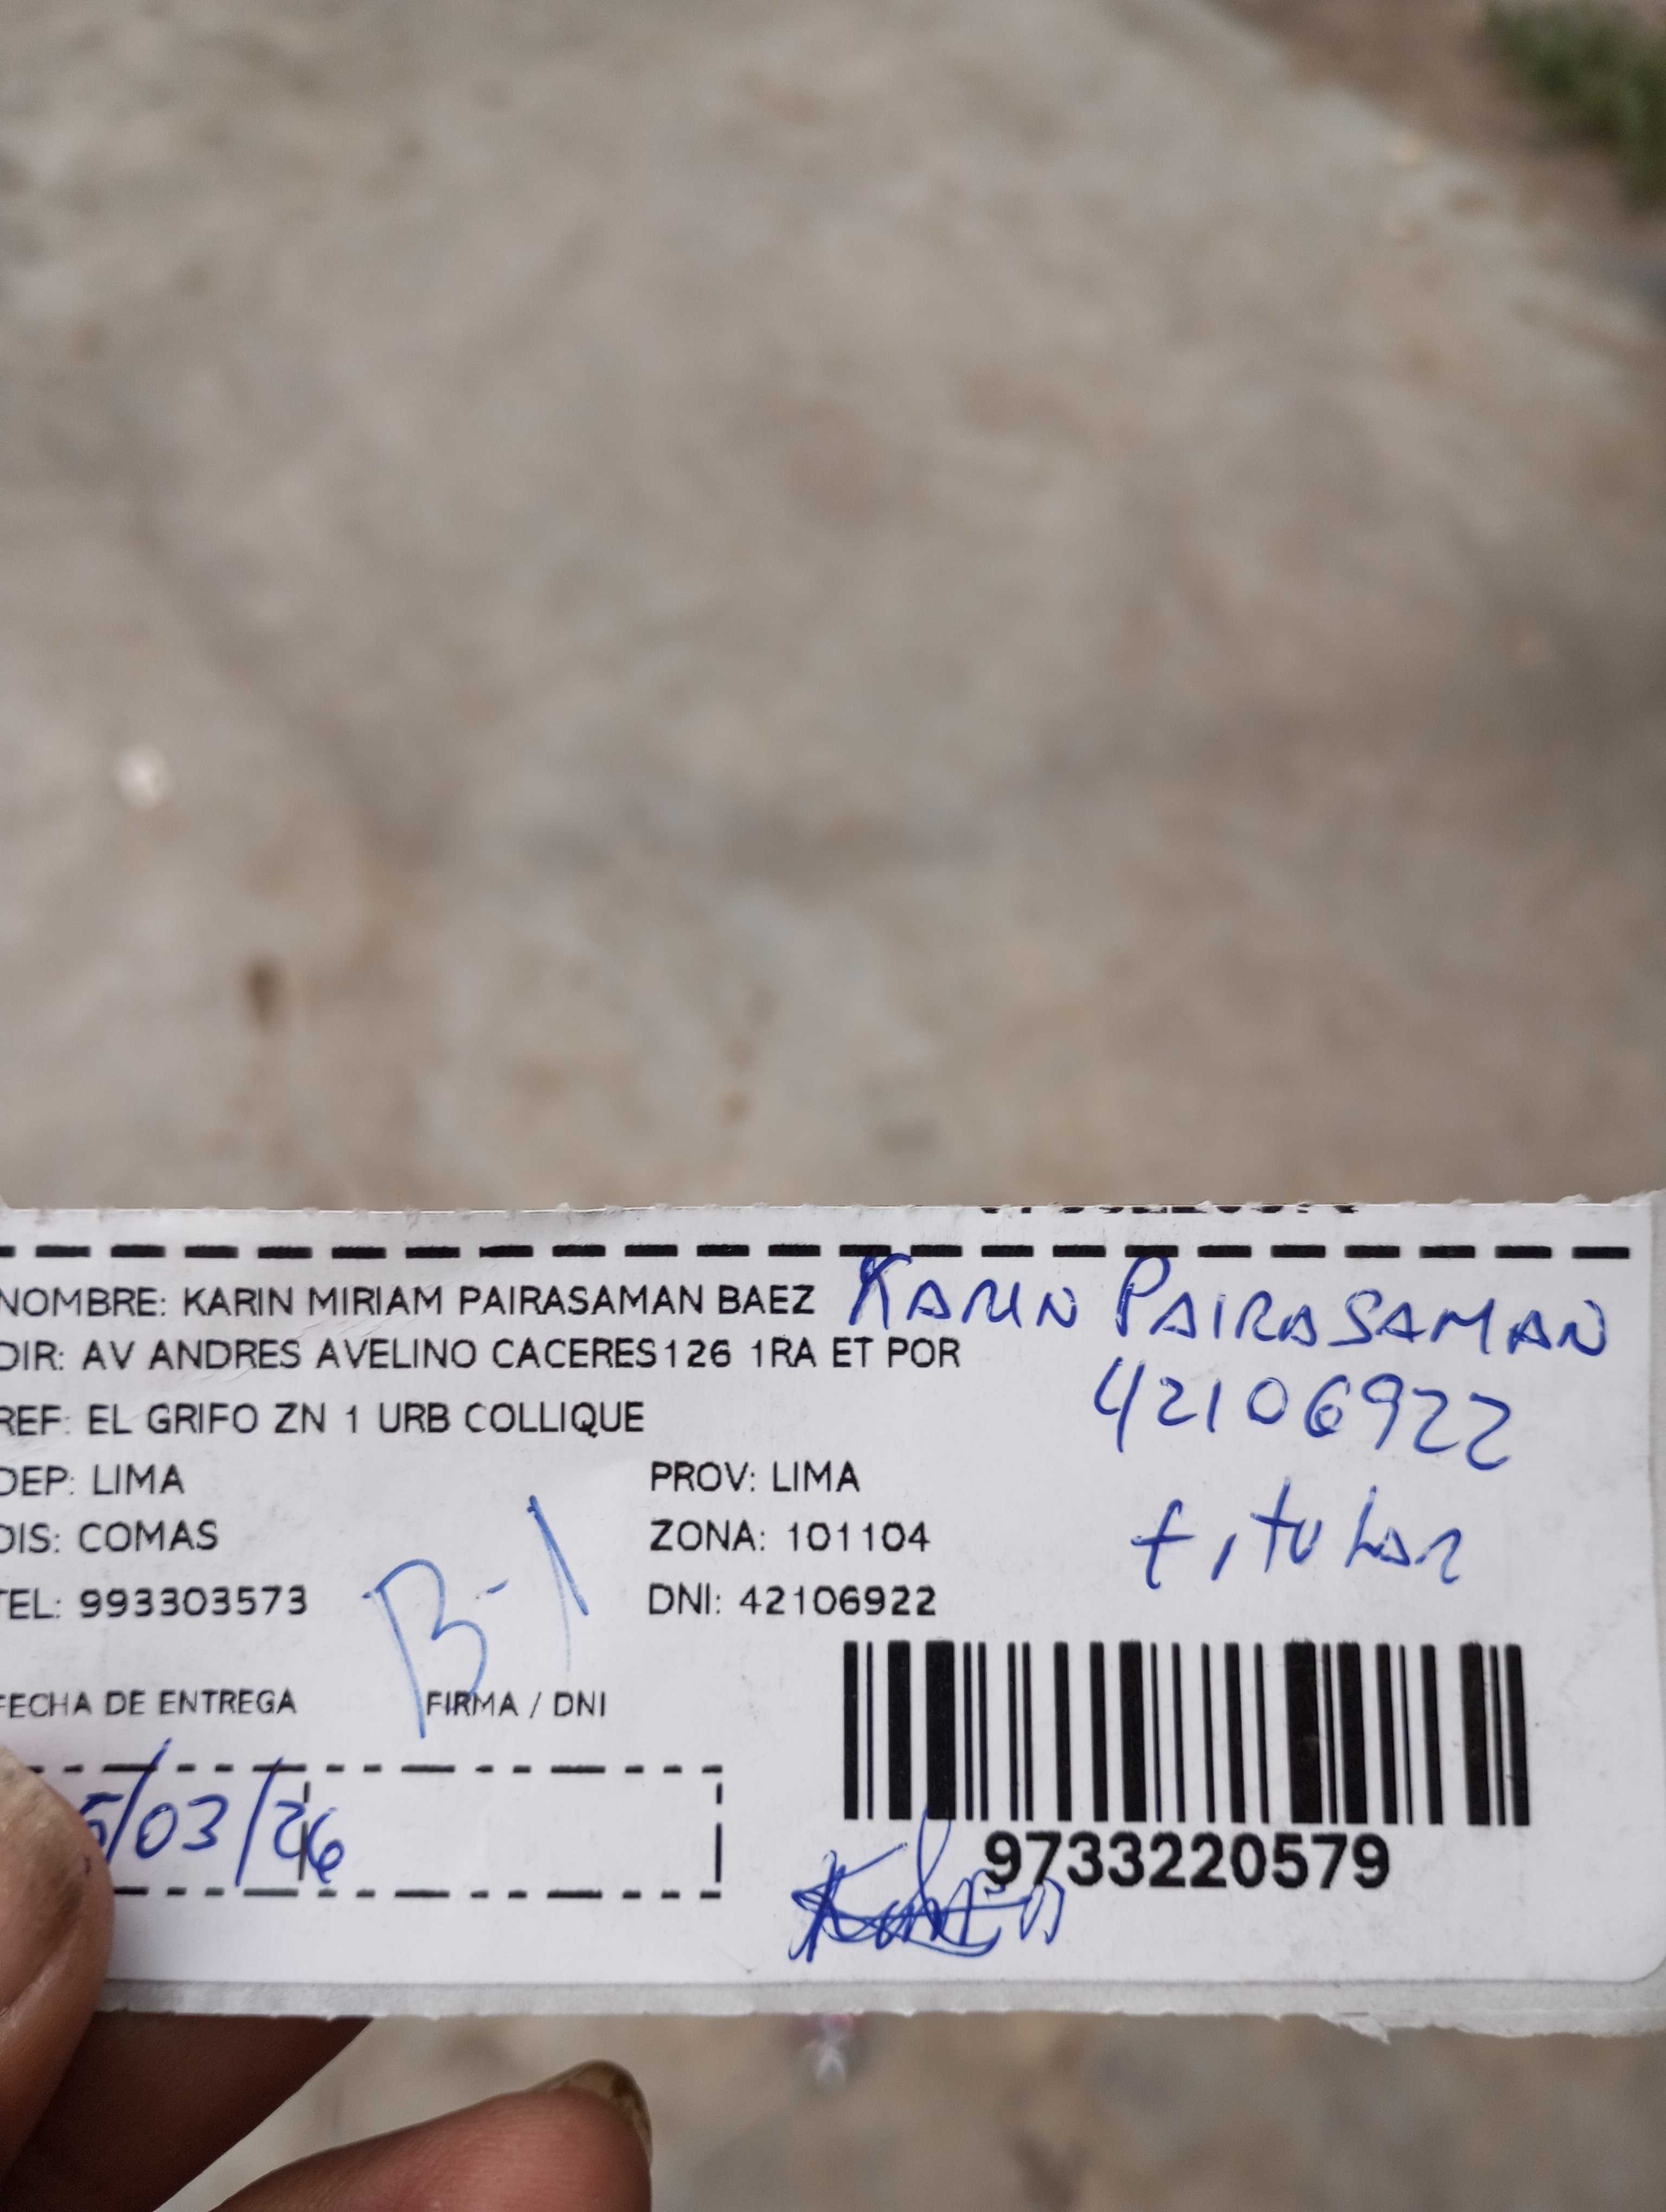 NOMBRE: KARIN MIRIAM PAIRASAMAN BAEZ
KARIN PAIRASAMAN
DIR: AV ANDRES AVELINO CACERES126 1RA ET POR
42106922
REF: EL GRIFO ZN 1 URB COLLIQUE
DEP: LIMA
PROV: LIMA
titular
DIS: COMAS
ZONA: 101104
TEL: 993303573
B-1
DNI: 42106922
FECHA DE ENTREGA
FIRMA / DNI
5/03/26
9733220579